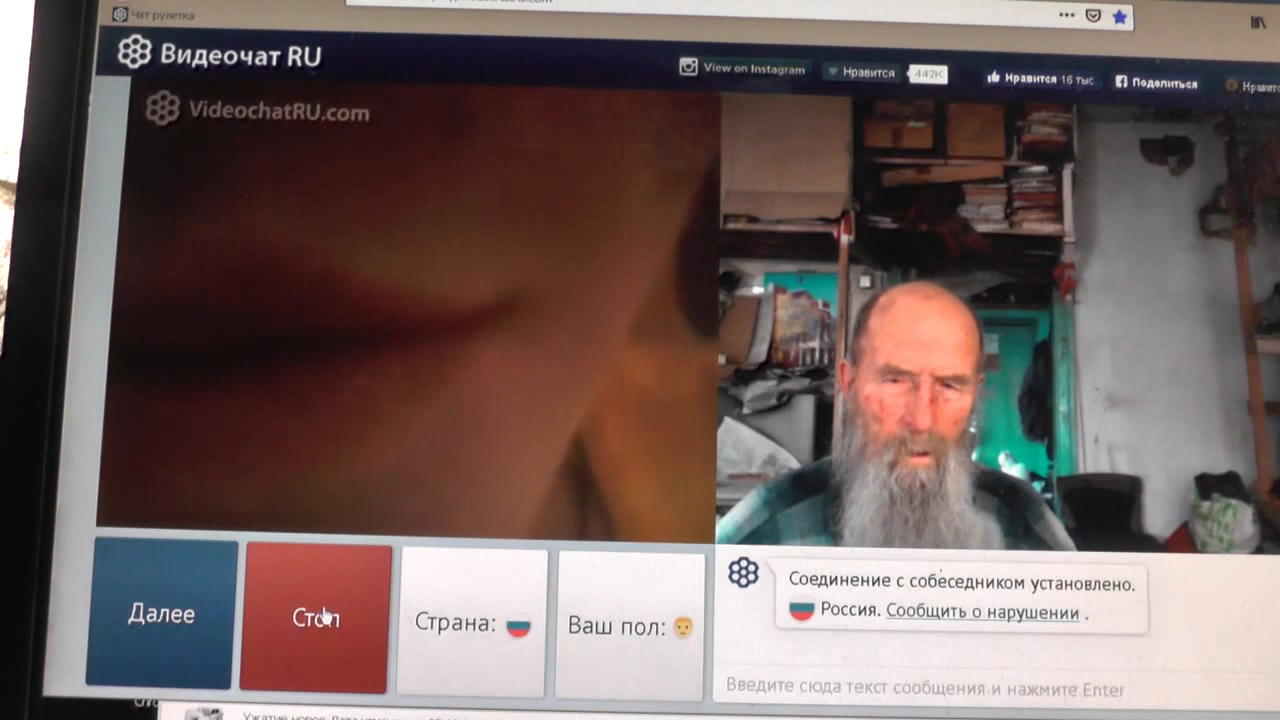 Чат рулетка
Видеочат RU
View on Instagram
Нравится
442K
Нравится 16 тыс.
Поделиться
VideochatRU.com
Далее
Стоп
Страна:
Ваш пол:
Соединение с собеседником установлено.
Россия. Сообщить о нарушении .
Введите сюда текст сообщения и нажмите Enter